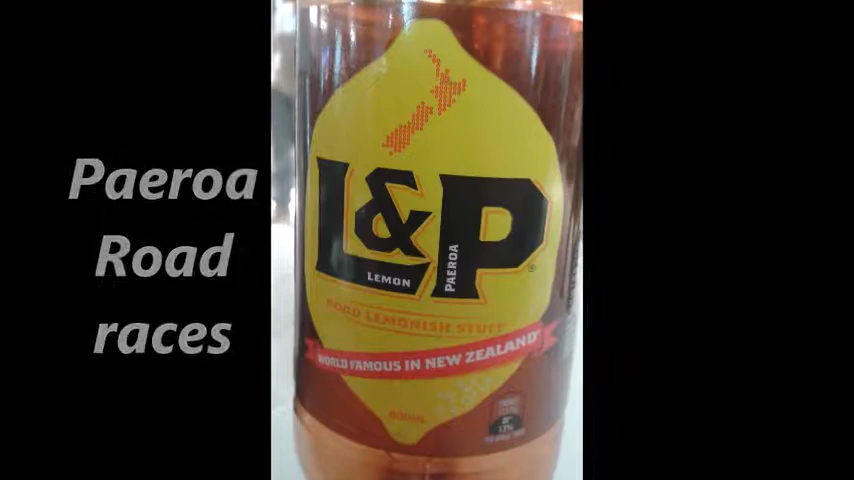 Paeroa
Road
races
L&P
LEMON
PAEROA
GOOD LEMONISH STUFF
WORLD FAMOUS IN NEW ZEALAND